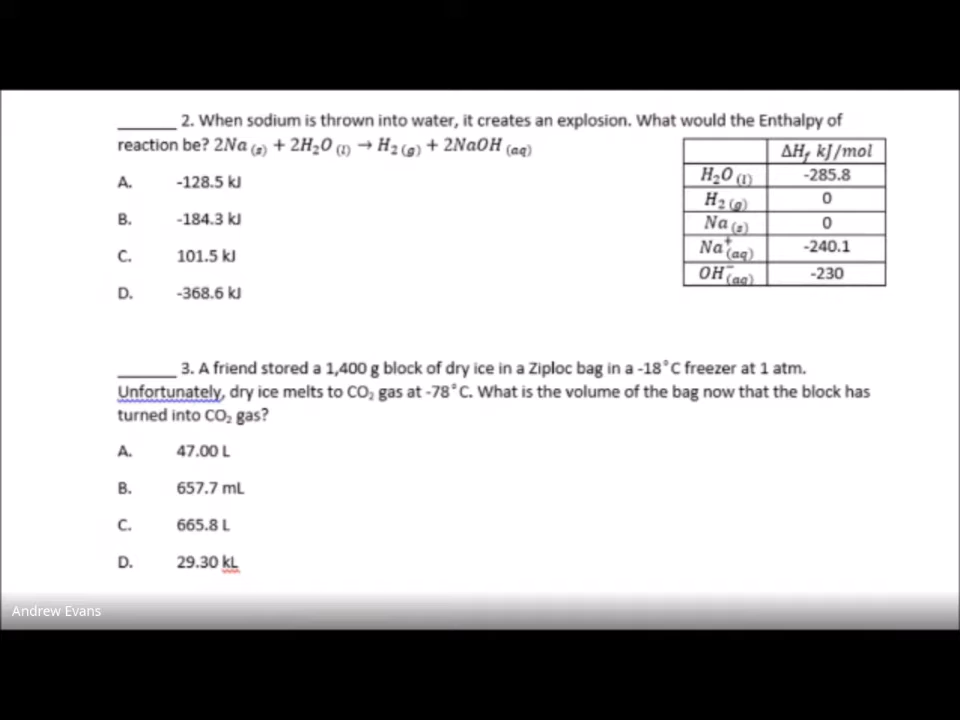 ______ 2. When sodium is thrown into water, it creates an explosion. What would the Enthalpy of
reaction be? 2Na (s) + 2H₂O (l) → H₂ (g) + 2NaOH (aq)
ΔH_f kJ/mol
H₂O (l) -285.8
H₂ (g) 0
Na (s) 0
Na⁺ (aq) -240.1
OH⁻ (aq) -230
A. -128.5 kJ
B. -184.3 kJ
C. 101.5 kJ
D. -368.6 kJ
______ 3. A friend stored a 1,400 g block of dry ice in a Ziploc bag in a -18°C freezer at 1 atm.
Unfortunately, dry ice melts to CO₂ gas at -78°C. What is the volume of the bag now that the block has
turned into CO₂ gas?
A. 47.00 L
B. 657.7 mL
C. 665.8 L
D. 29.30 kL
Andrew Evans